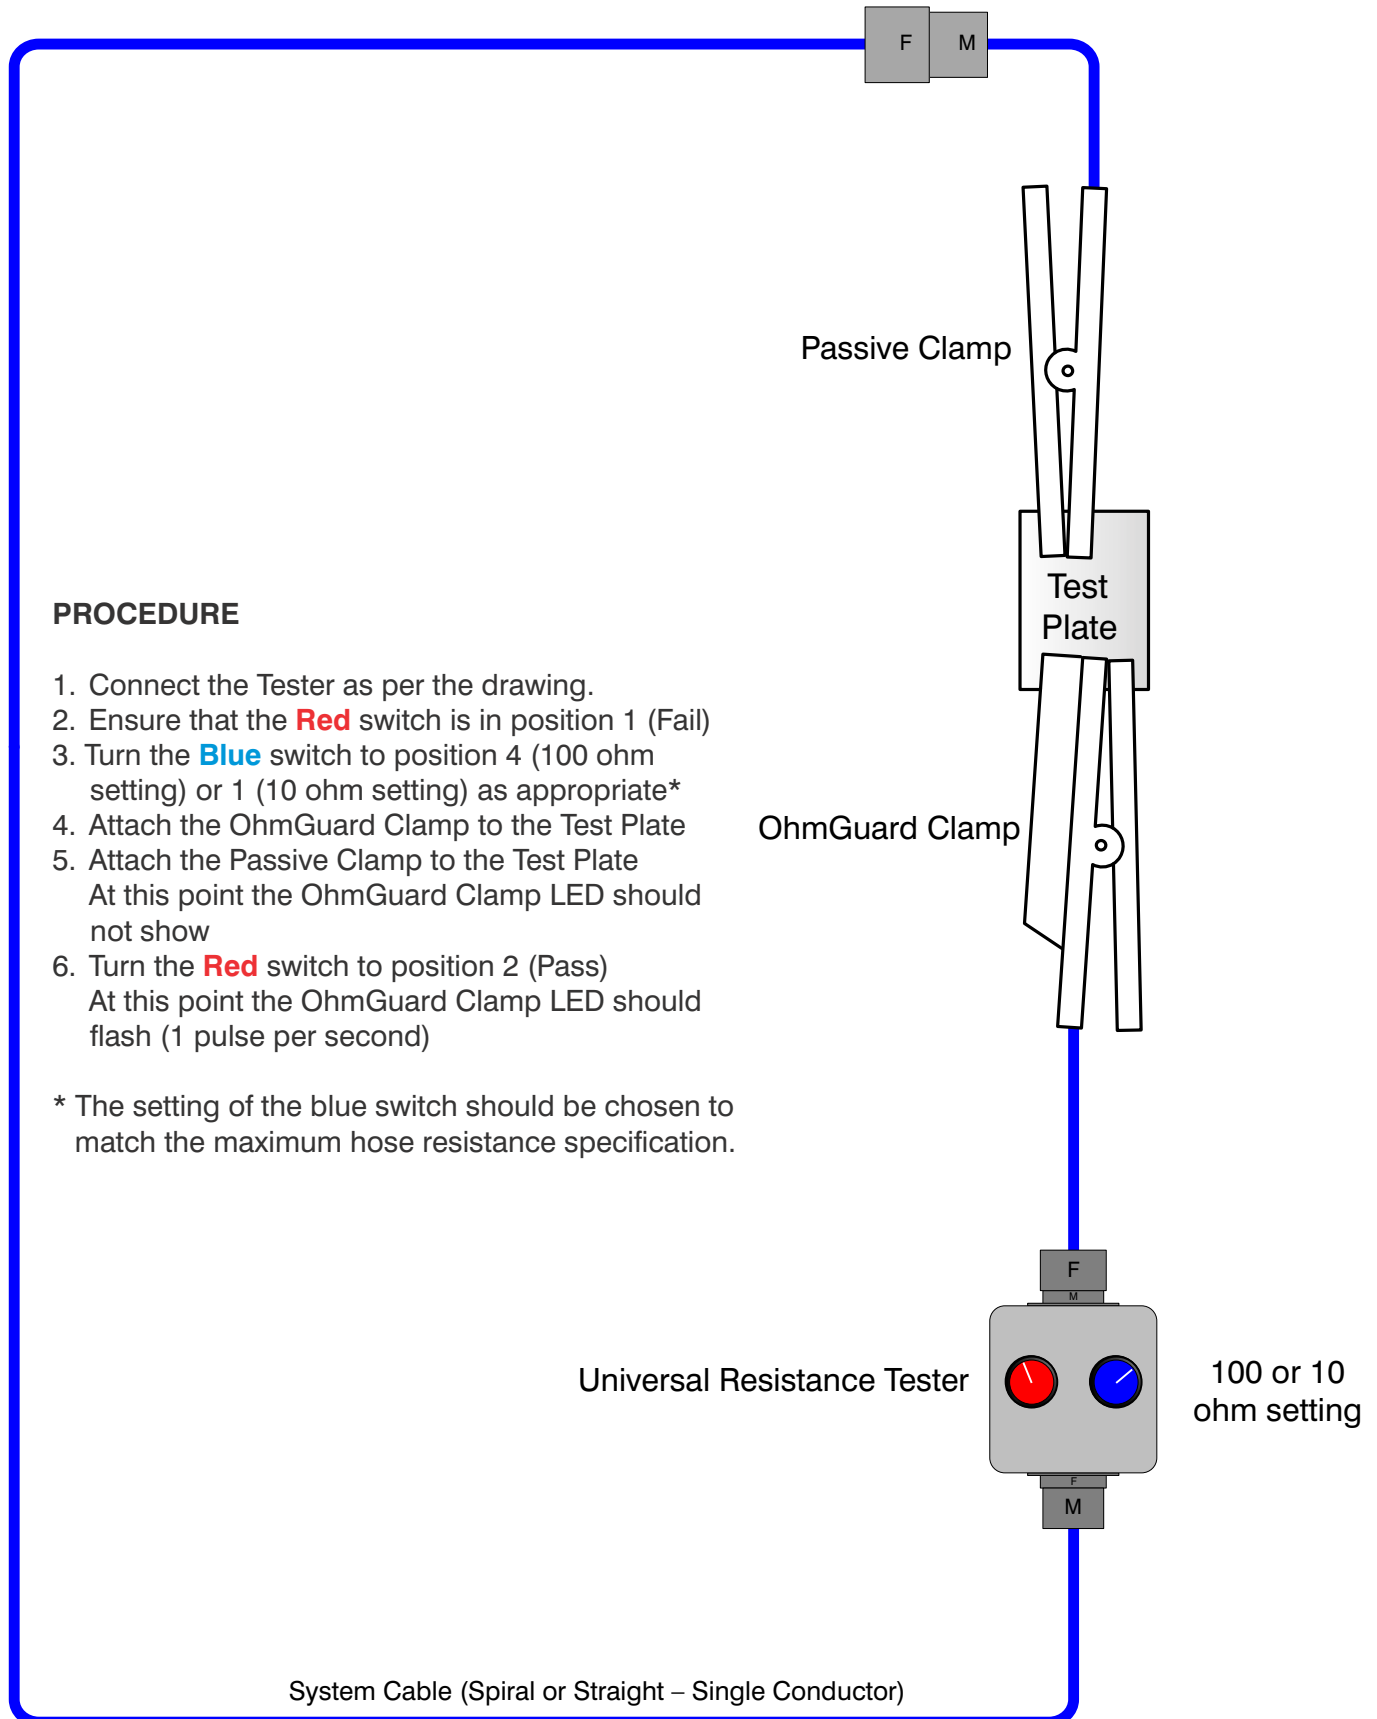 F M
Passive Clamp
Test
Plate
PROCEDURE
1. Connect the Tester as per the drawing.
2. Ensure that the Red switch is in position 1 (Fail)
3. Turn the Blue switch to position 4 (100 ohm
setting) or 1 (10 ohm setting) as appropriate*
4. Attach the OhmGuard Clamp to the Test Plate
5. Attach the Passive Clamp to the Test Plate
At this point the OhmGuard Clamp LED should
not show
6. Turn the Red switch to position 2 (Pass)
At this point the OhmGuard Clamp LED should
flash (1 pulse per second)
* The setting of the blue switch should be chosen to
match the maximum hose resistance specification.
OhmGuard Clamp
F
M
Universal Resistance Tester
100 or 10
ohm setting
F
M
System Cable (Spiral or Straight – Single Conductor)